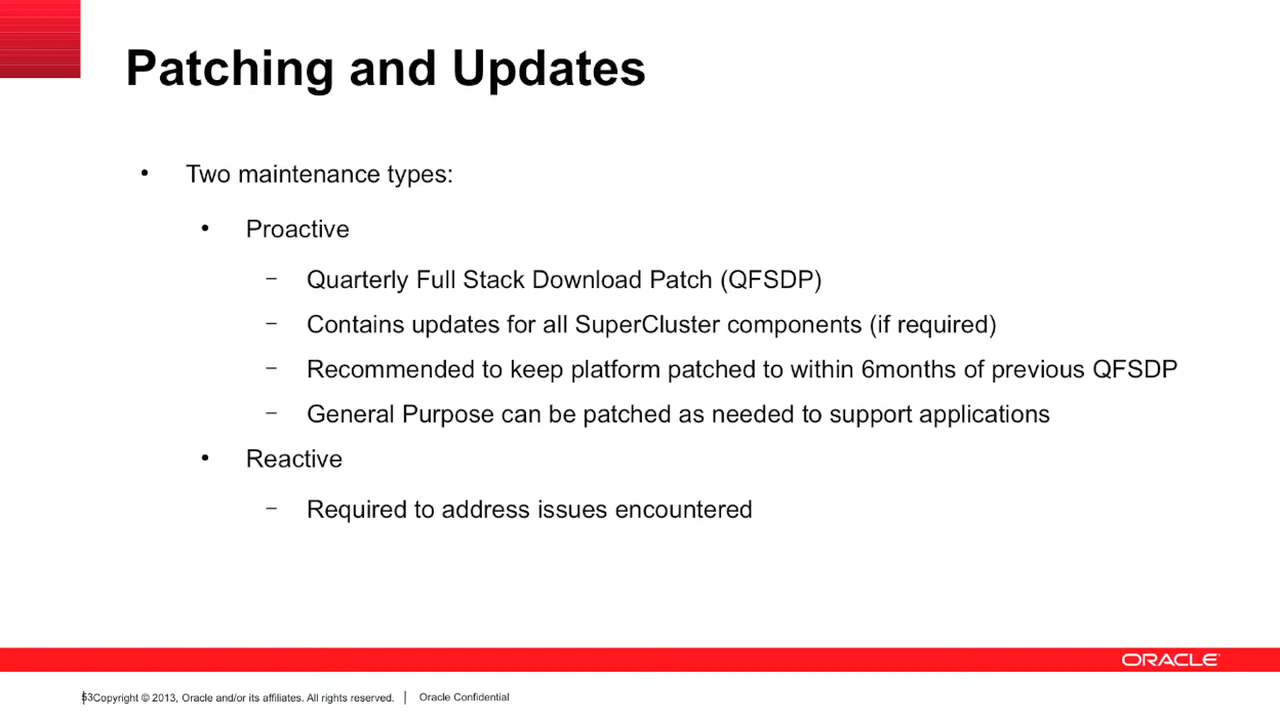 Patching and Updates
• Two maintenance types:
• Proactive
– Quarterly Full Stack Download Patch (QFSDP)
– Contains updates for all SuperCluster components (if required)
– Recommended to keep platform patched to within 6months of previous QFSDP
– General Purpose can be patched as needed to support applications
• Reactive
– Required to address issues encountered
ORACLE
53Copyright © 2013, Oracle and/or its affiliates. All rights reserved. | Oracle Confidential